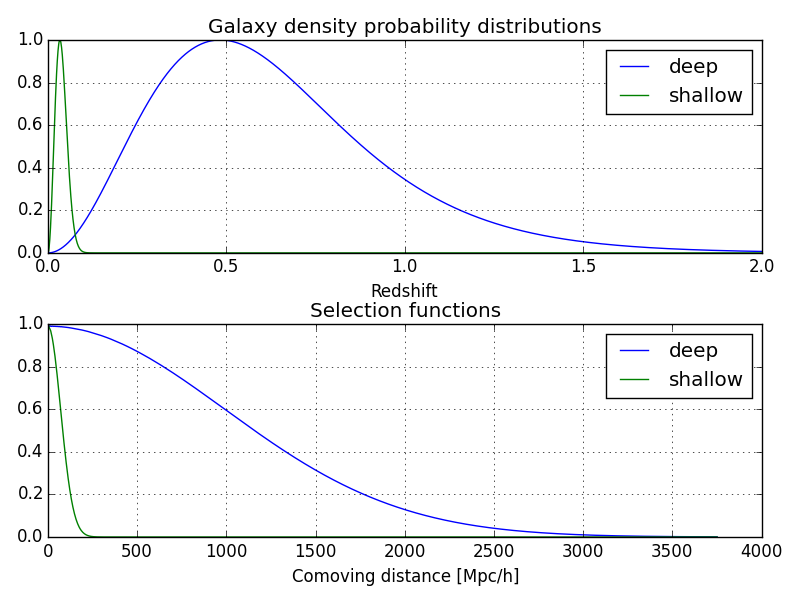 Galaxy density probability distributions
1.0
0.8
0.6
0.4
0.2
0.0
deep
shallow
0.0 0.5 1.0 1.5 2.0
Redshift
Selection functions
1.0
0.8
0.6
0.4
0.2
0.0
deep
shallow
0 500 1000 1500 2000 2500 3000 3500 4000
Comoving distance [Mpc/h]